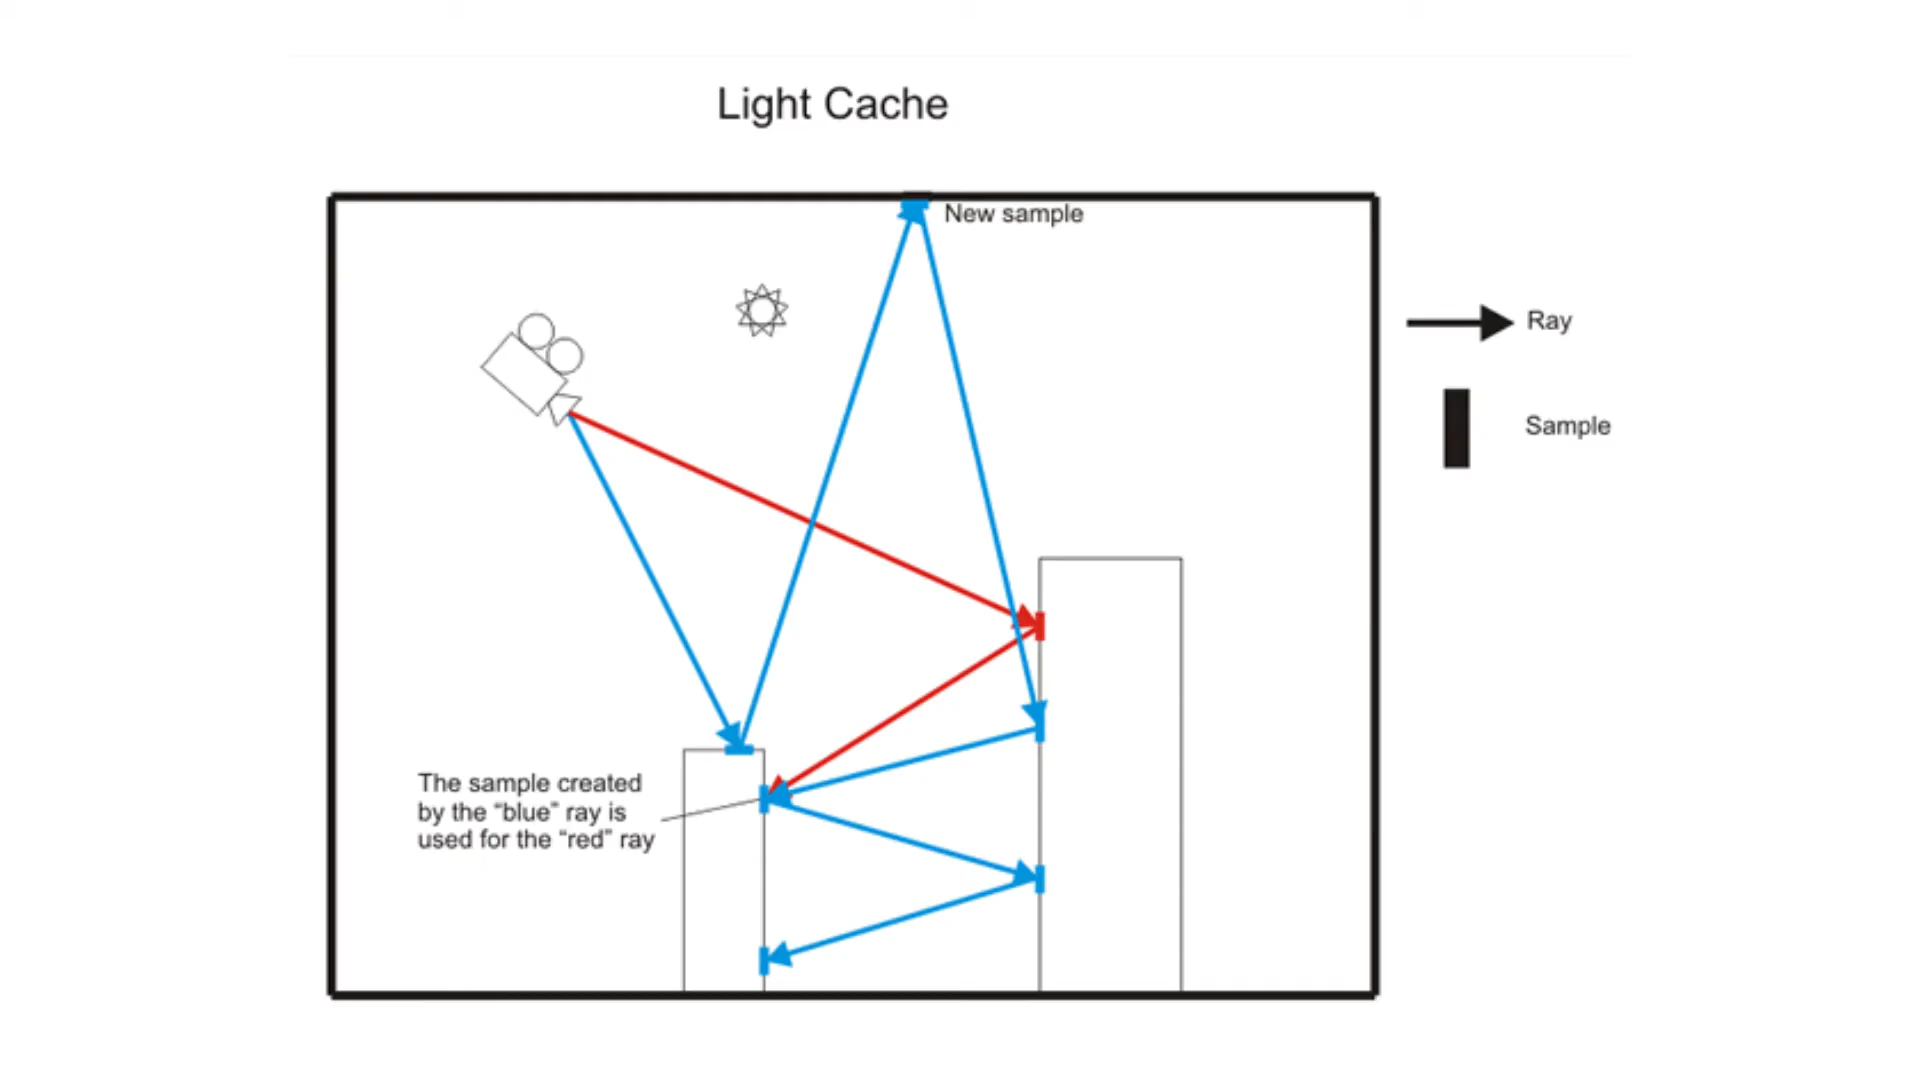 Light Cache
New sample
Ray
Sample
The sample created
by the “blue” ray is
used for the “red” ray